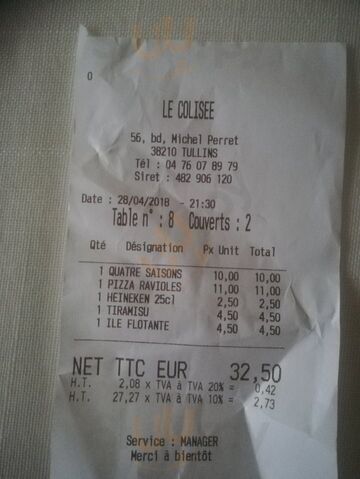 0
LE COLISEE
56, bd, Michel Perret
38210 TULLINS
Tél : 04 76 07 89 79
Siret : 482 906 120
Date : 28/04/2018 - 21:30
Table n° : 8 Couverts : 2
Qté Désignation Px Unit Total
1 QUATRE SAISONS 10,00 10,00
1 PIZZA RAVIOLES 11,00 11,00
1 HEINEKEN 25cl 2,50 2,50
1 TIRAMISU 4,50 4,50
1 ILE FLOTANTE 4,50 4,50
NET TTC EUR 32,50
H.T. 2,08 x TVA à TVA 20% = 0,42
H.T. 27,27 x TVA à TVA 10% = 2,73
Service : MANAGER
Merci à bientôt